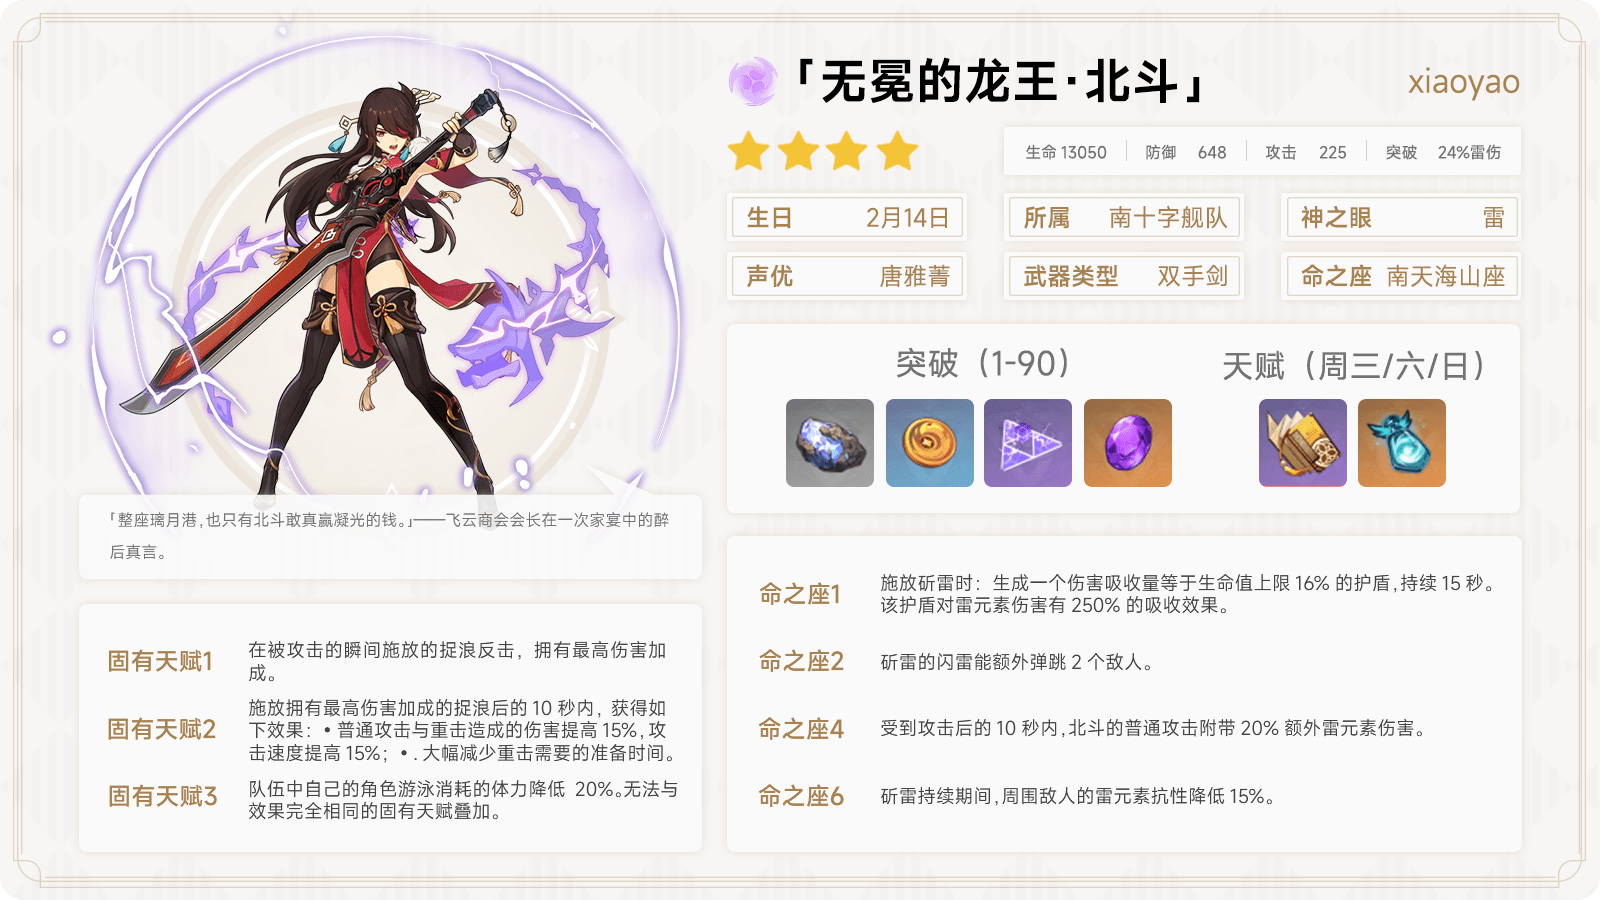 「无冕的龙王·北斗」
xiaoyao
生命 13050 防御 648 攻击 225 突破 24%雷伤
生日 2月14日
所属 南十字舰队
神之眼 雷
声优 唐雅菁
武器类型 双手剑
命之座 南天海山座
突破（1-90）
天赋（周三/六/日）
「整座璃月港，也只有北斗敢真赢凝光的钱。」——飞云商会会长在一次家宴中的醉
后真言。
固有天赋1
在被攻击的瞬间施放的捉浪反击，拥有最高伤害加
成。
固有天赋2
施放拥有最高伤害加成的捉浪后的 10 秒内，获得如
下效果：• 普通攻击与重击造成的伤害提高 15%，攻
击速度提高 15%；•．大幅减少重击需要的准备时间。
固有天赋3
队伍中自己的角色游泳消耗的体力降低 20%。无法与
效果完全相同的固有天赋叠加。
命之座1
施放斫雷时：生成一个伤害吸收量等于生命值上限 16% 的护盾，持续 15 秒。
该护盾对雷元素伤害有 250% 的吸收效果。
命之座2
斫雷的闪雷能额外弹跳 2 个敌人。
命之座4
受到攻击后的 10 秒内，北斗的普通攻击附带 20% 额外雷元素伤害。
命之座6
斫雷持续期间，周围敌人的雷元素抗性降低 15%。